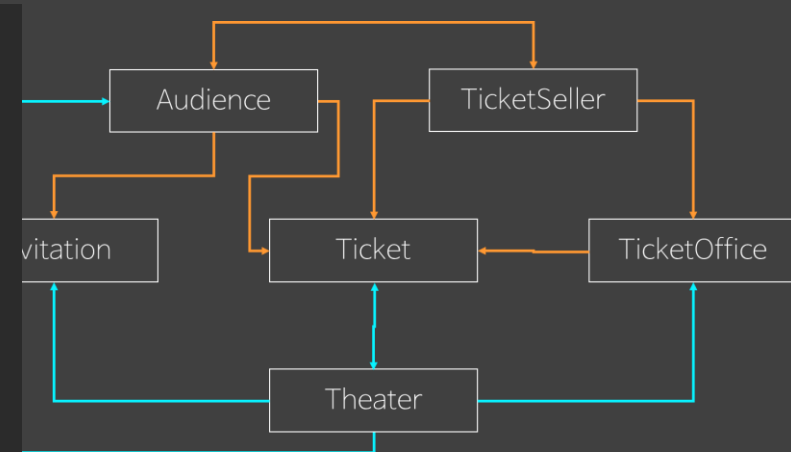 Audience
TicketSeller
vitation
Ticket
TicketOffice
Theater